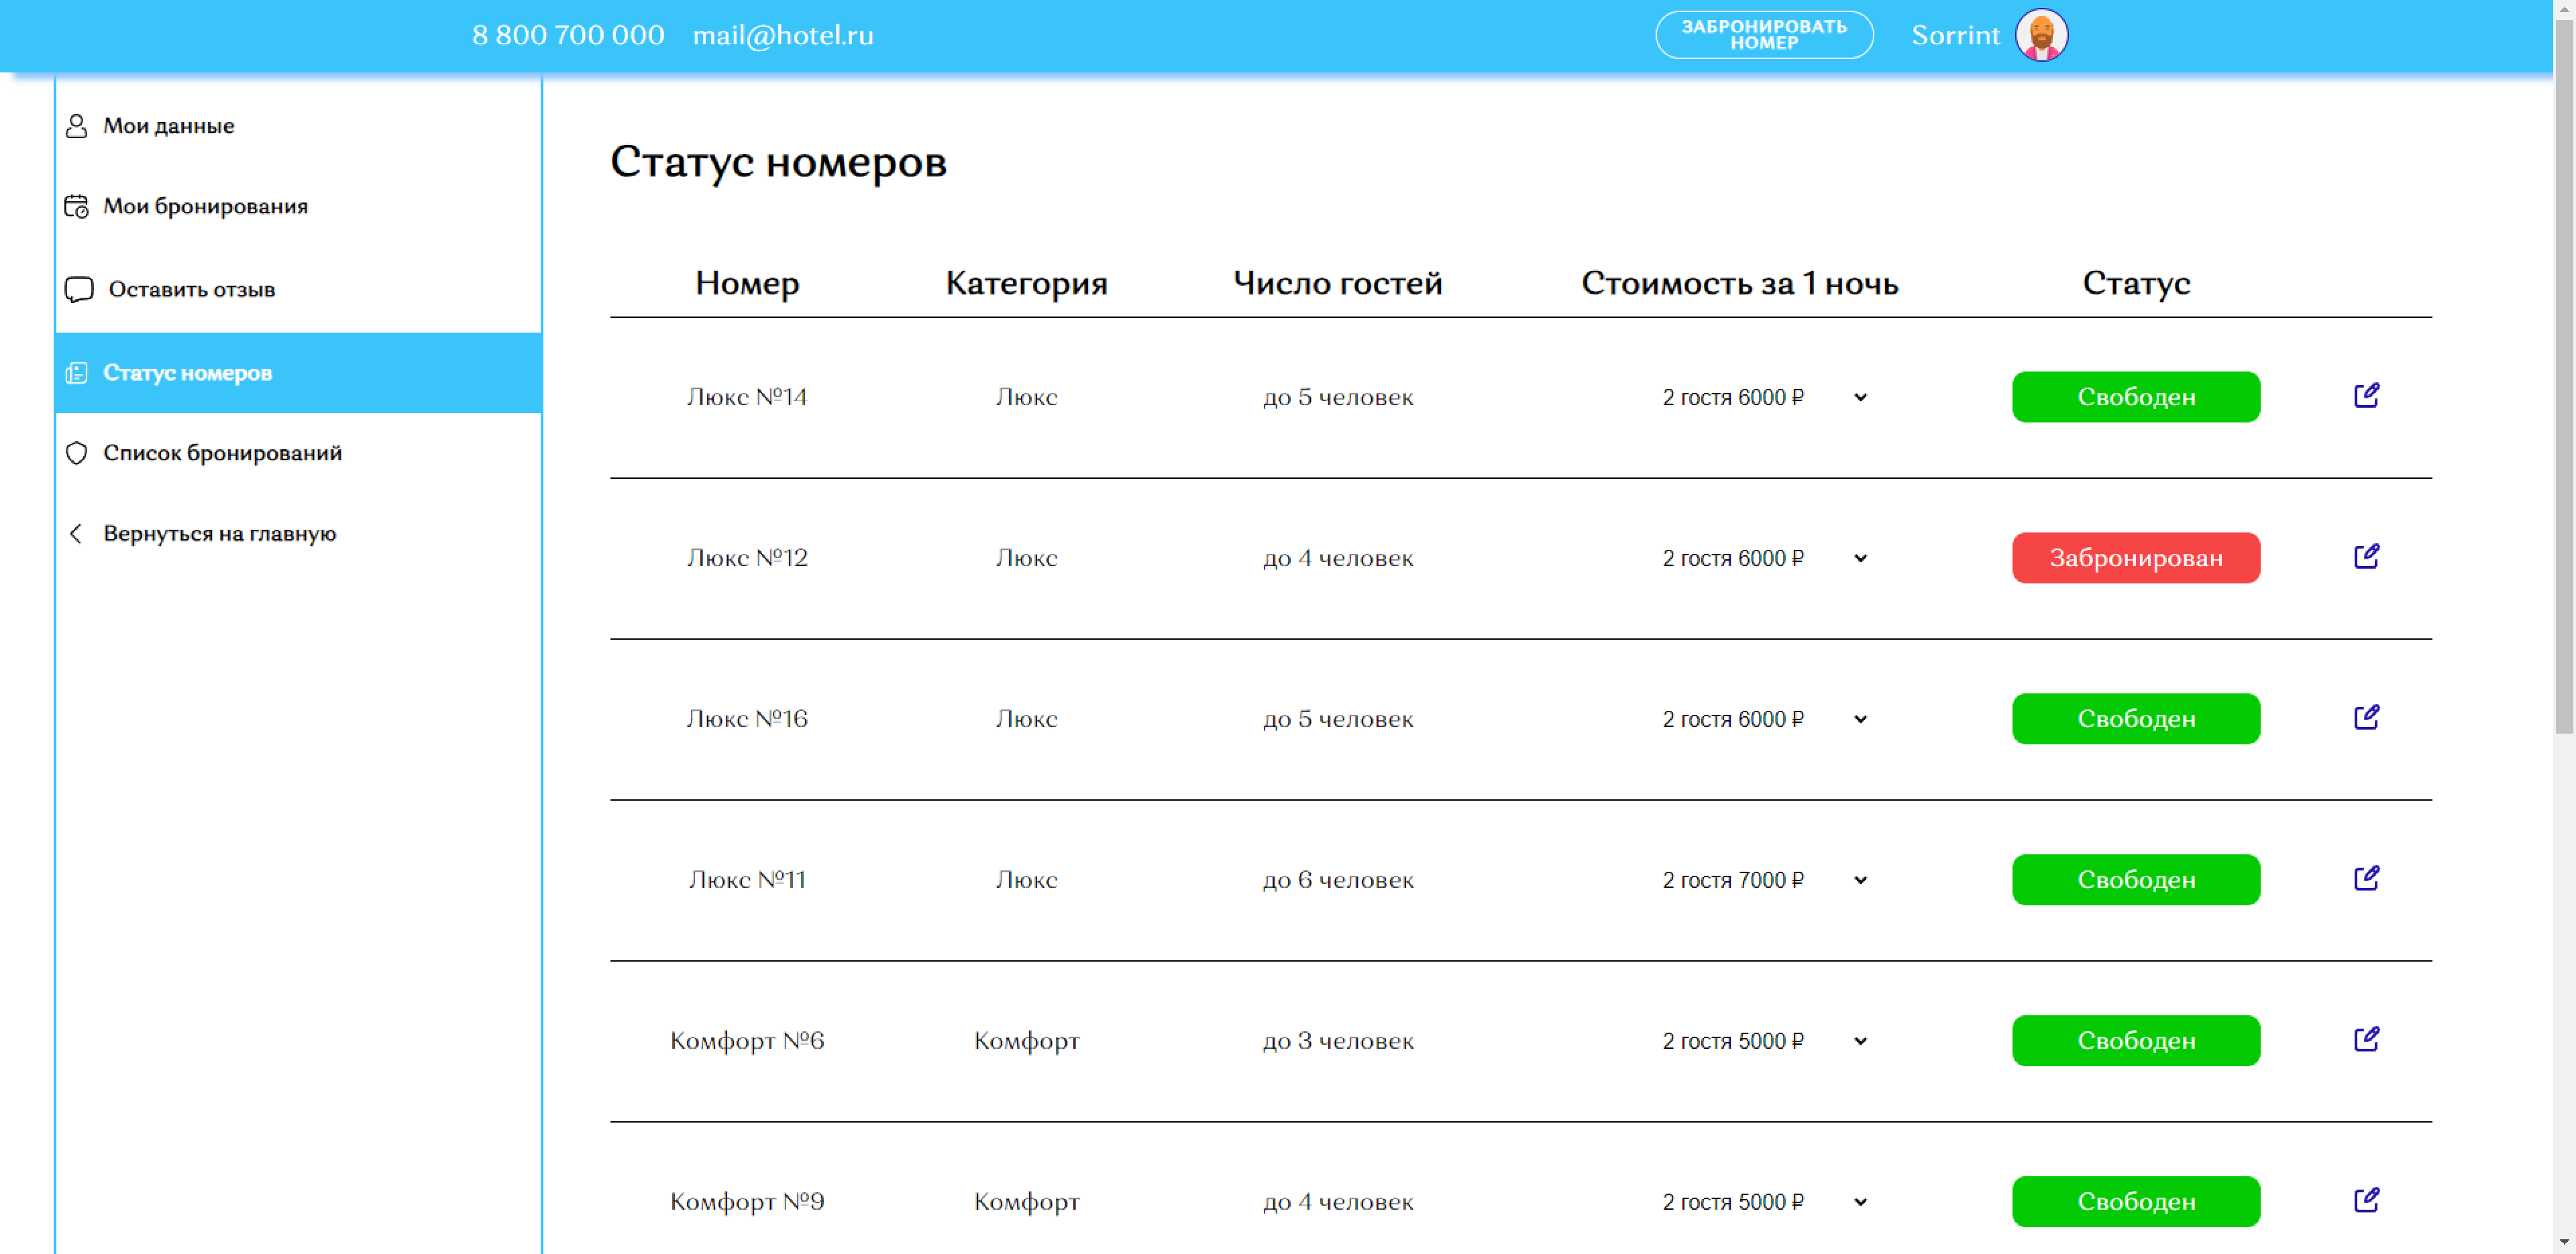 8 800 700 000 mail@hotel.ru ЗАБРОНИРОВАТЬ НОМЕР Sorrint
Мои данные
Мои бронирования
Оставить отзыв
Статус номеров
Список бронирований
Вернуться на главную
Статус номеров
Номер Категория Число гостей Стоимость за 1 ночь Статус
Люкс №14 Люкс до 5 человек 2 гостя 6000 ₽ Свободен
Люкс №12 Люкс до 4 человек 2 гостя 6000 ₽ Забронирован
Люкс №16 Люкс до 5 человек 2 гостя 6000 ₽ Свободен
Люкс №11 Люкс до 6 человек 2 гостя 7000 ₽ Свободен
Комфорт №6 Комфорт до 3 человек 2 гостя 5000 ₽ Свободен
Комфорт №9 Комфорт до 4 человек 2 гостя 5000 ₽ Свободен